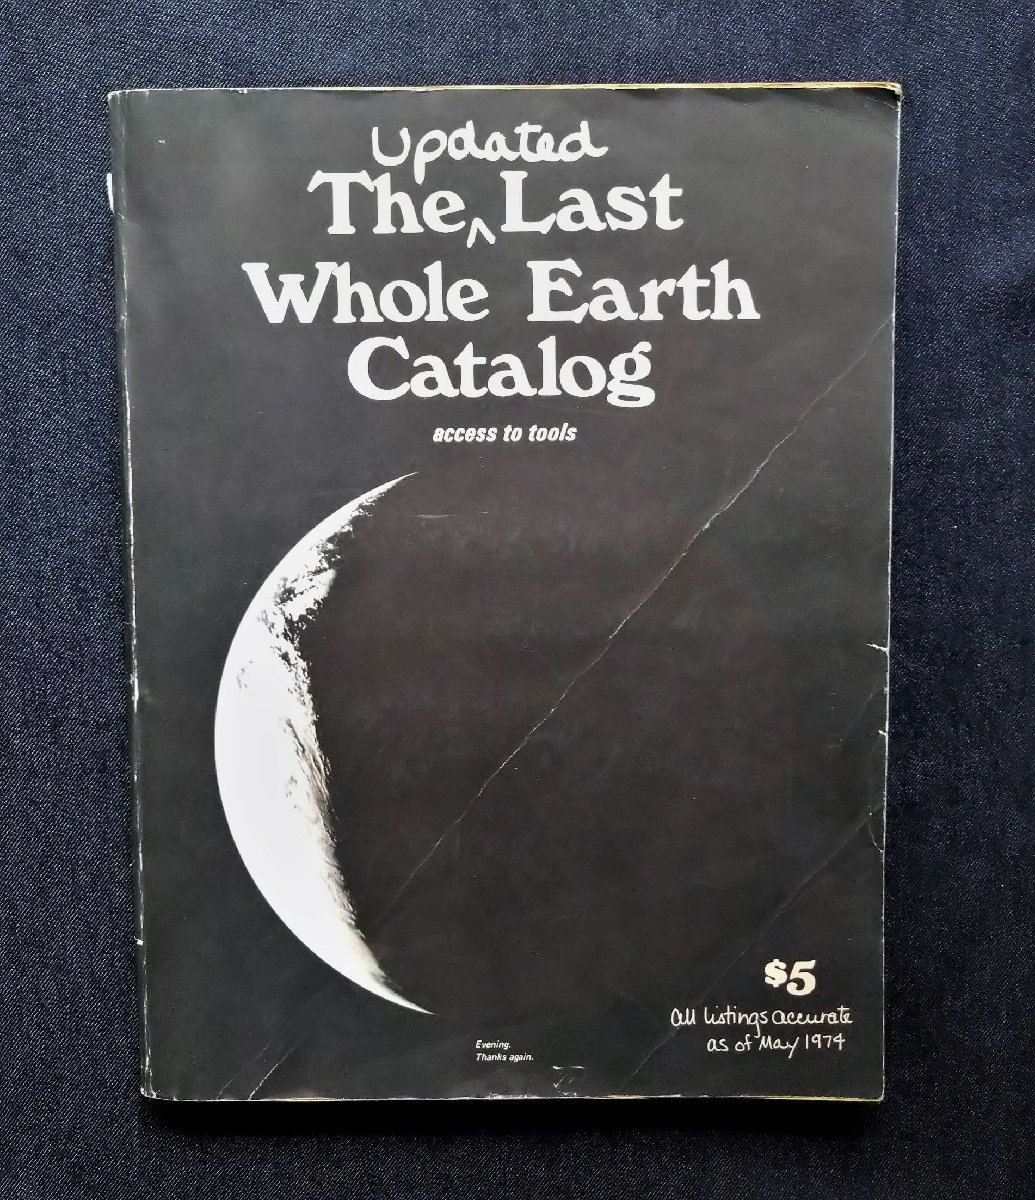 updated
The ^ Last
Whole Earth
Catalog
access to tools
$5
all listings accurate
as of May 1974
Evening.
Thanks again.